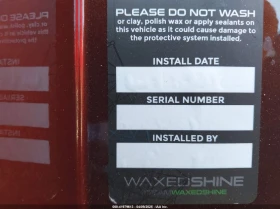 PLEASE DO NOT WASH
or clay, polish wax or apply sealants on
this vehicle as it could cause damage to
the protective system installed.
INSTALL DATE
SERIAL NUMBER
INSTALLED BY
WAXEDSHINE
WAXEDSHINE